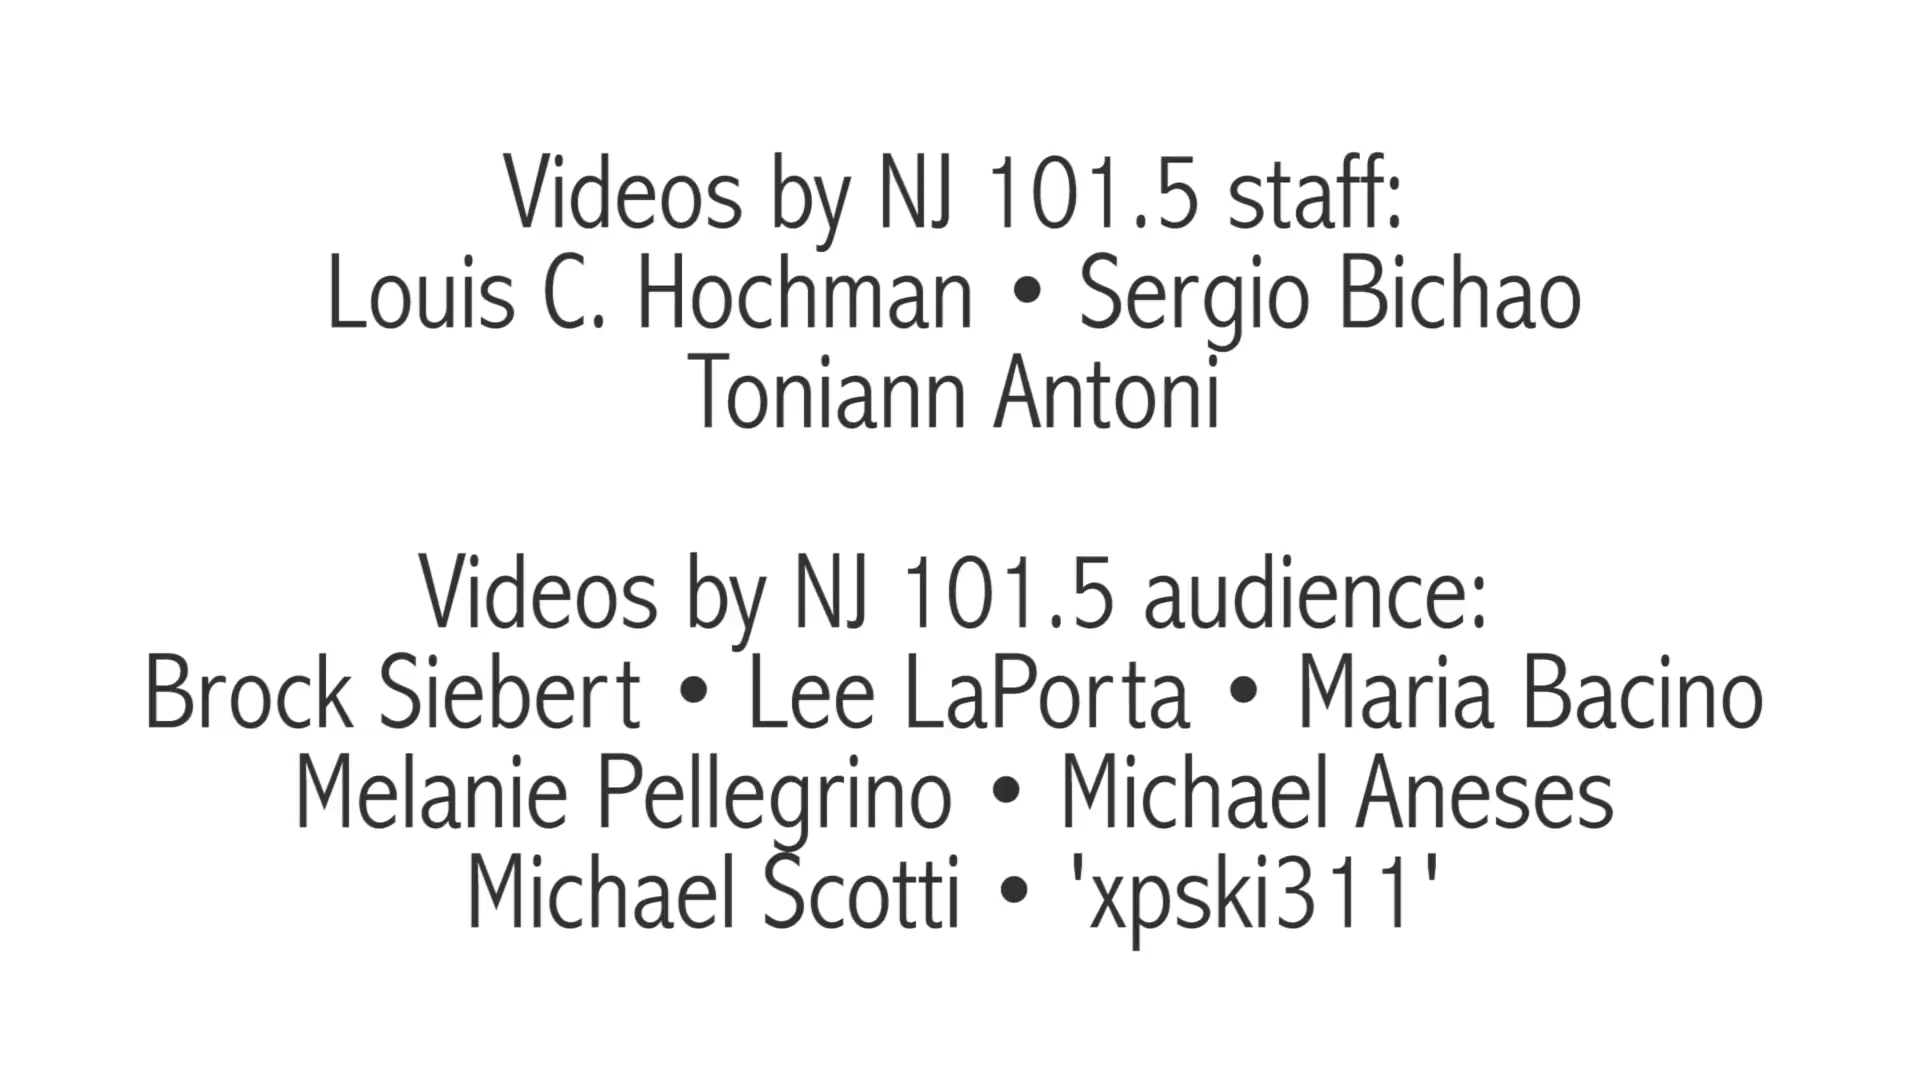 Videos by NJ 101.5 staff:
Louis C. Hochman • Sergio Bichao
Toniann Antoni
Videos by NJ 101.5 audience:
Brock Siebert • Lee LaPorta • Maria Bacino
Melanie Pellegrino • Michael Aneses
Michael Scotti • 'xpski311'